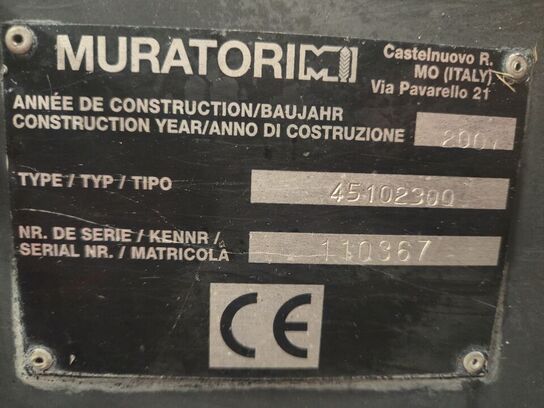 MURATORI
Castelnuovo R.
MO (ITALY)
Via Pavarello 21
ANNÉE DE CONSTRUCTION/BAUJAHR
CONSTRUCTION YEAR/ANNO DI COSTRUZIONE
TYPE / TYP / TIPO 45102300
NR. DE SERIE / KENNR /
SERIAL NR. / MATRICOLA 110367
CE